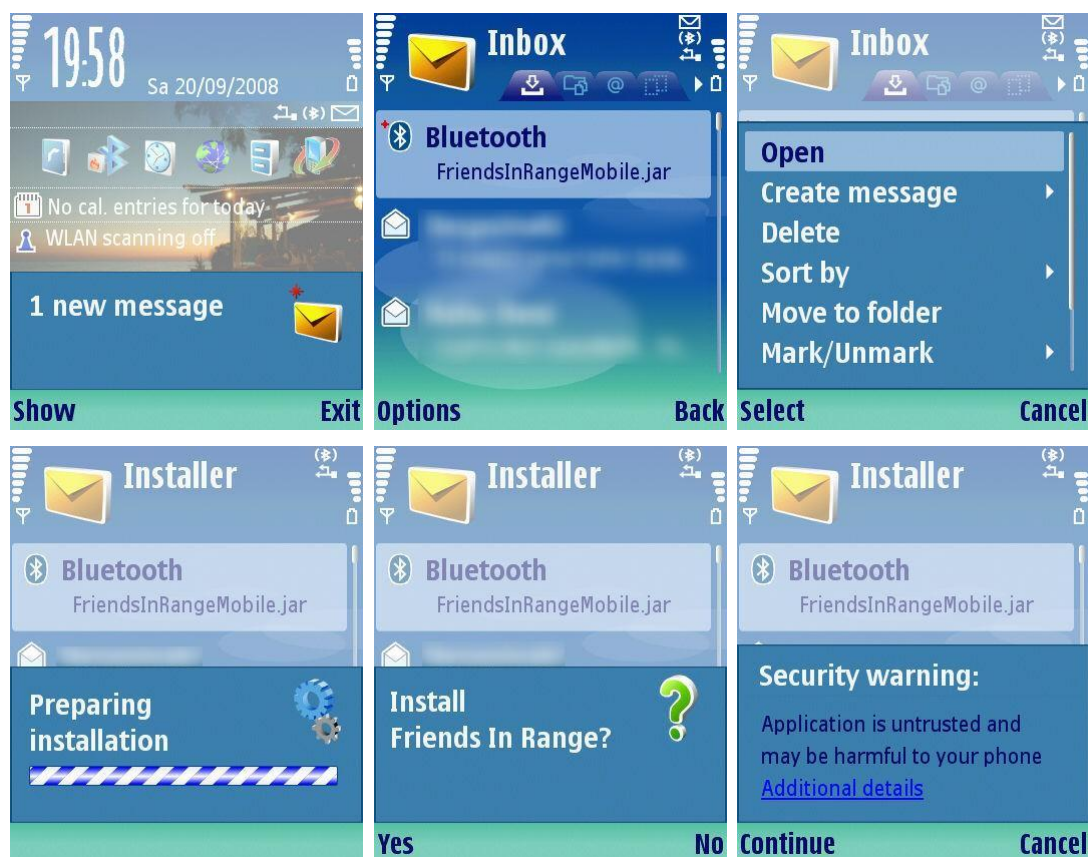 19:58
Sa 20/09/2008
No cal. entries for today
WLAN scanning off
1 new message
Show Exit
Inbox
@
Bluetooth
FriendsInRangeMobile.jar
Options Back
Inbox
@
Open
Create message
Delete
Sort by
Move to folder
Mark/Unmark
Select Cancel
Installer
Bluetooth
FriendsInRangeMobile.jar
Preparing
installation
Installer
Bluetooth
FriendsInRangeMobile.jar
Install
Friends In Range?
Yes No
Installer
Bluetooth
FriendsInRangeMobile.jar
Security warning:
Application is untrusted and
may be harmful to your phone
Additional details
Continue Cancel